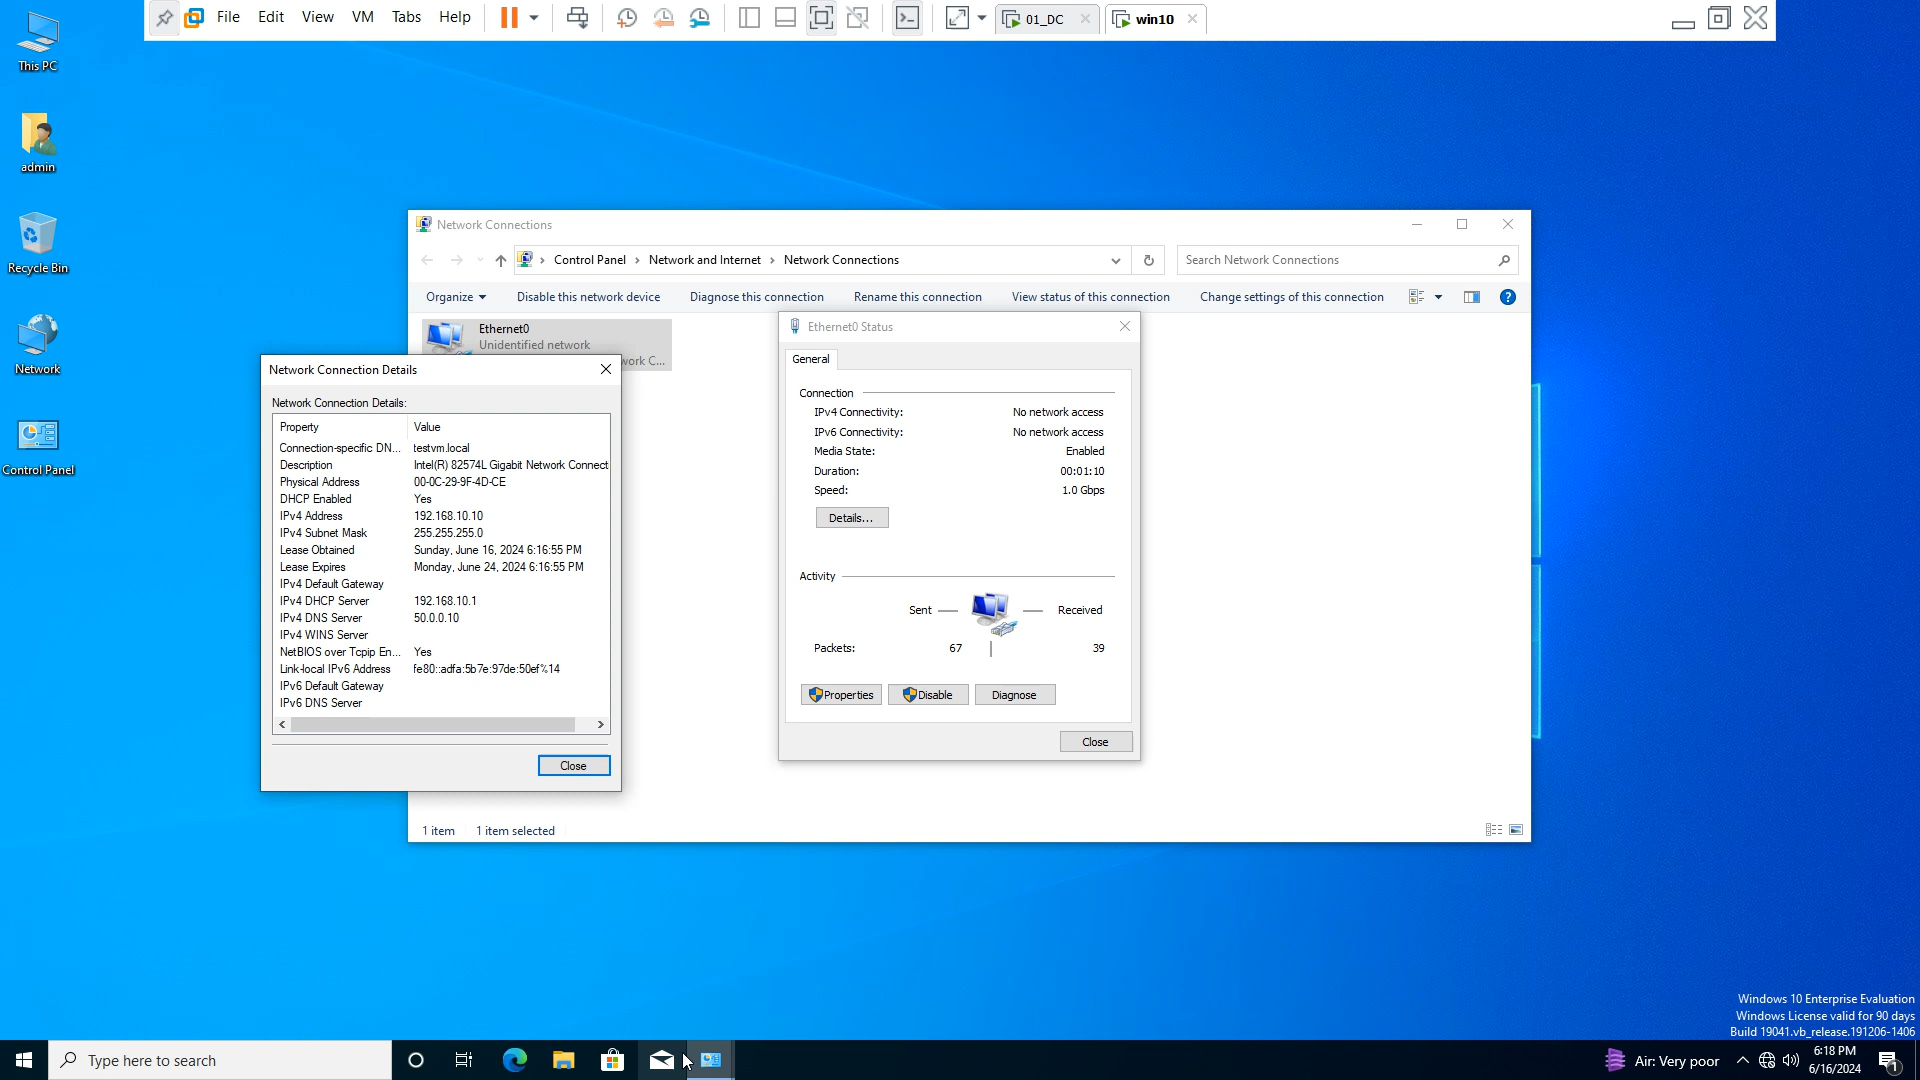 File Edit View VM Tabs Help 01_DC win10
This PC
admin
Recycle Bin
Network
Control Panel
Network Connections
Control Panel Network and Internet Network Connections Search Network Connections
Organize Disable this network device Diagnose this connection Rename this connection View status of this connection Change settings of this connection
Ethernet0
Unidentified network
work C...
Network Connection Details
Network Connection Details:
Property Value
Connection-specific DN... testvm.local
Description Intel(R) 82574L Gigabit Network Connect
Physical Address 00-0C-29-9F-4D-CE
DHCP Enabled Yes
IPv4 Address 192.168.10.10
IPv4 Subnet Mask 255.255.255.0
Lease Obtained Sunday, June 16, 2024 6:16:55 PM
Lease Expires Monday, June 24, 2024 6:16:55 PM
IPv4 Default Gateway
IPv4 DHCP Server 192.168.10.1
IPv4 DNS Server 50.0.0.10
IPv4 WINS Server
NetBIOS over Tcpip En... Yes
Link-local IPv6 Address fe80::adfa:5b7e:97de:50ef%14
IPv6 Default Gateway
IPv6 DNS Server
Close
Ethernet0 Status
General
Connection
IPv4 Connectivity: No network access
IPv6 Connectivity: No network access
Media State: Enabled
Duration: 00:01:10
Speed: 1.0 Gbps
Details...
Activity
Sent Received
Packets: 67 39
Properties Disable Diagnose
Close
1 item 1 item selected
Windows 10 Enterprise Evaluation
Windows License valid for 90 days
Build 19041.vb_release.191206-1406
Type here to search
Air: Very poor
6:18 PM
6/16/2024
1